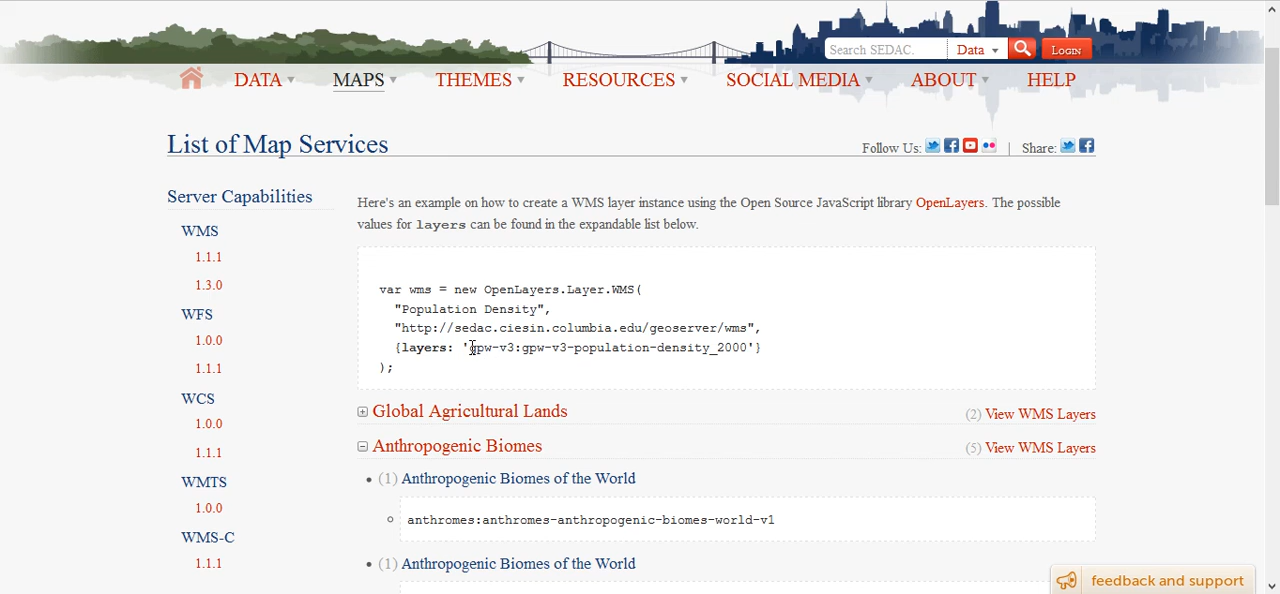 Search SEDAC. Data LOGIN
DATA MAPS THEMES RESOURCES SOCIAL MEDIA ABOUT HELP
List of Map Services
Follow Us: | Share:
Server Capabilities
WMS
1.1.1
1.3.0
WFS
1.0.0
1.1.1
WCS
1.0.0
1.1.1
WMTS
1.0.0
WMS-C
1.1.1
Here's an example on how to create a WMS layer instance using the Open Source JavaScript library OpenLayers. The possible
values for layers can be found in the expandable list below.
var wms = new OpenLayers.Layer.WMS(
"Population Density",
"http://sedac.ciesin.columbia.edu/geoserver/wms",
{layers: 'gpw-v3:gpw-v3-population-density_2000'}
);
Global Agricultural Lands (2) View WMS Layers
Anthropogenic Biomes (5) View WMS Layers
(1) Anthropogenic Biomes of the World
anthromes:anthromes-anthropogenic-biomes-world-v1
(1) Anthropogenic Biomes of the World
feedback and support